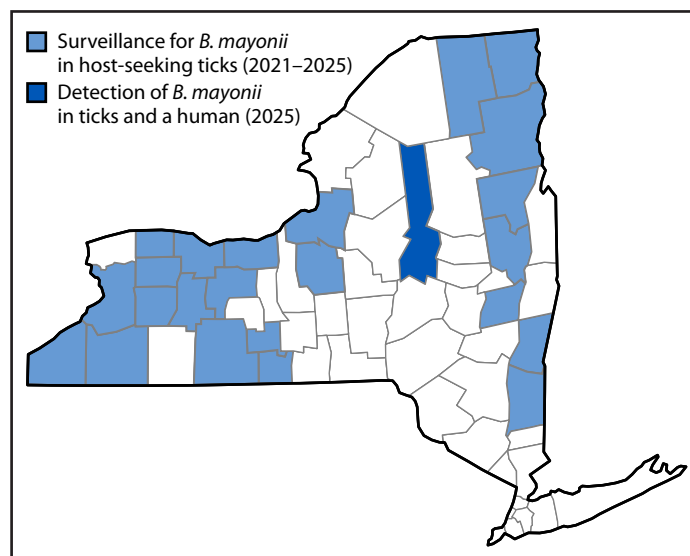 Surveillance for B. mayonii
in host-seeking ticks (2021–2025)
Detection of B. mayonii
in ticks and a human (2025)